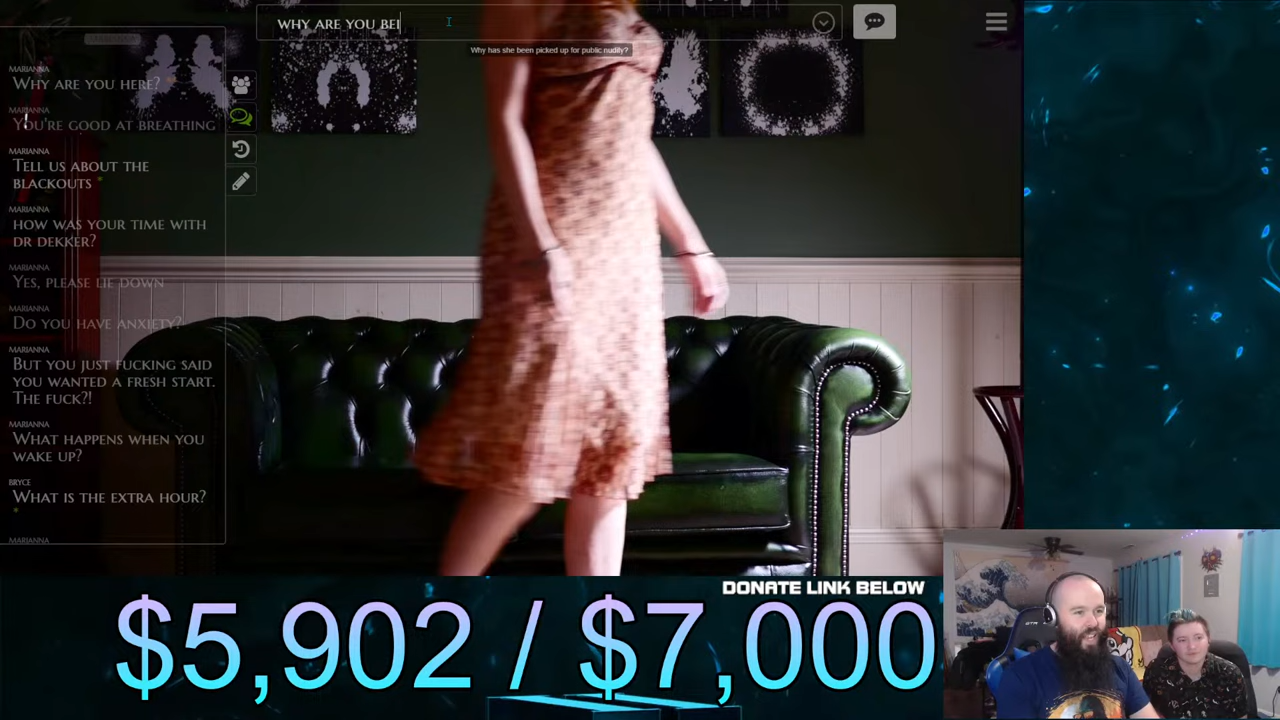 WHY ARE YOU BEI
Why has she been picked up for public nudity?
MARIANNA
WHY ARE YOU HERE? *
MARIANNA
YOU'RE GOOD AT BREATHING
MARIANNA
TELL US ABOUT THE
BLACKOUTS *
MARIANNA
HOW WAS YOUR TIME WITH
DR DEKKER?
MARIANNA
YES, PLEASE LIE DOWN
MARIANNA
DO YOU HAVE ANXIETY?
MARIANNA
BUT YOU JUST FUCKING SAID
YOU WANTED A FRESH START.
THE FUCK?!
MARIANNA
WHAT HAPPENS WHEN YOU
WAKE UP?
BRYCE
WHAT IS THE EXTRA HOUR?
*
MARIANNA
DONATE LINK BELOW
$5,902 / $7,000